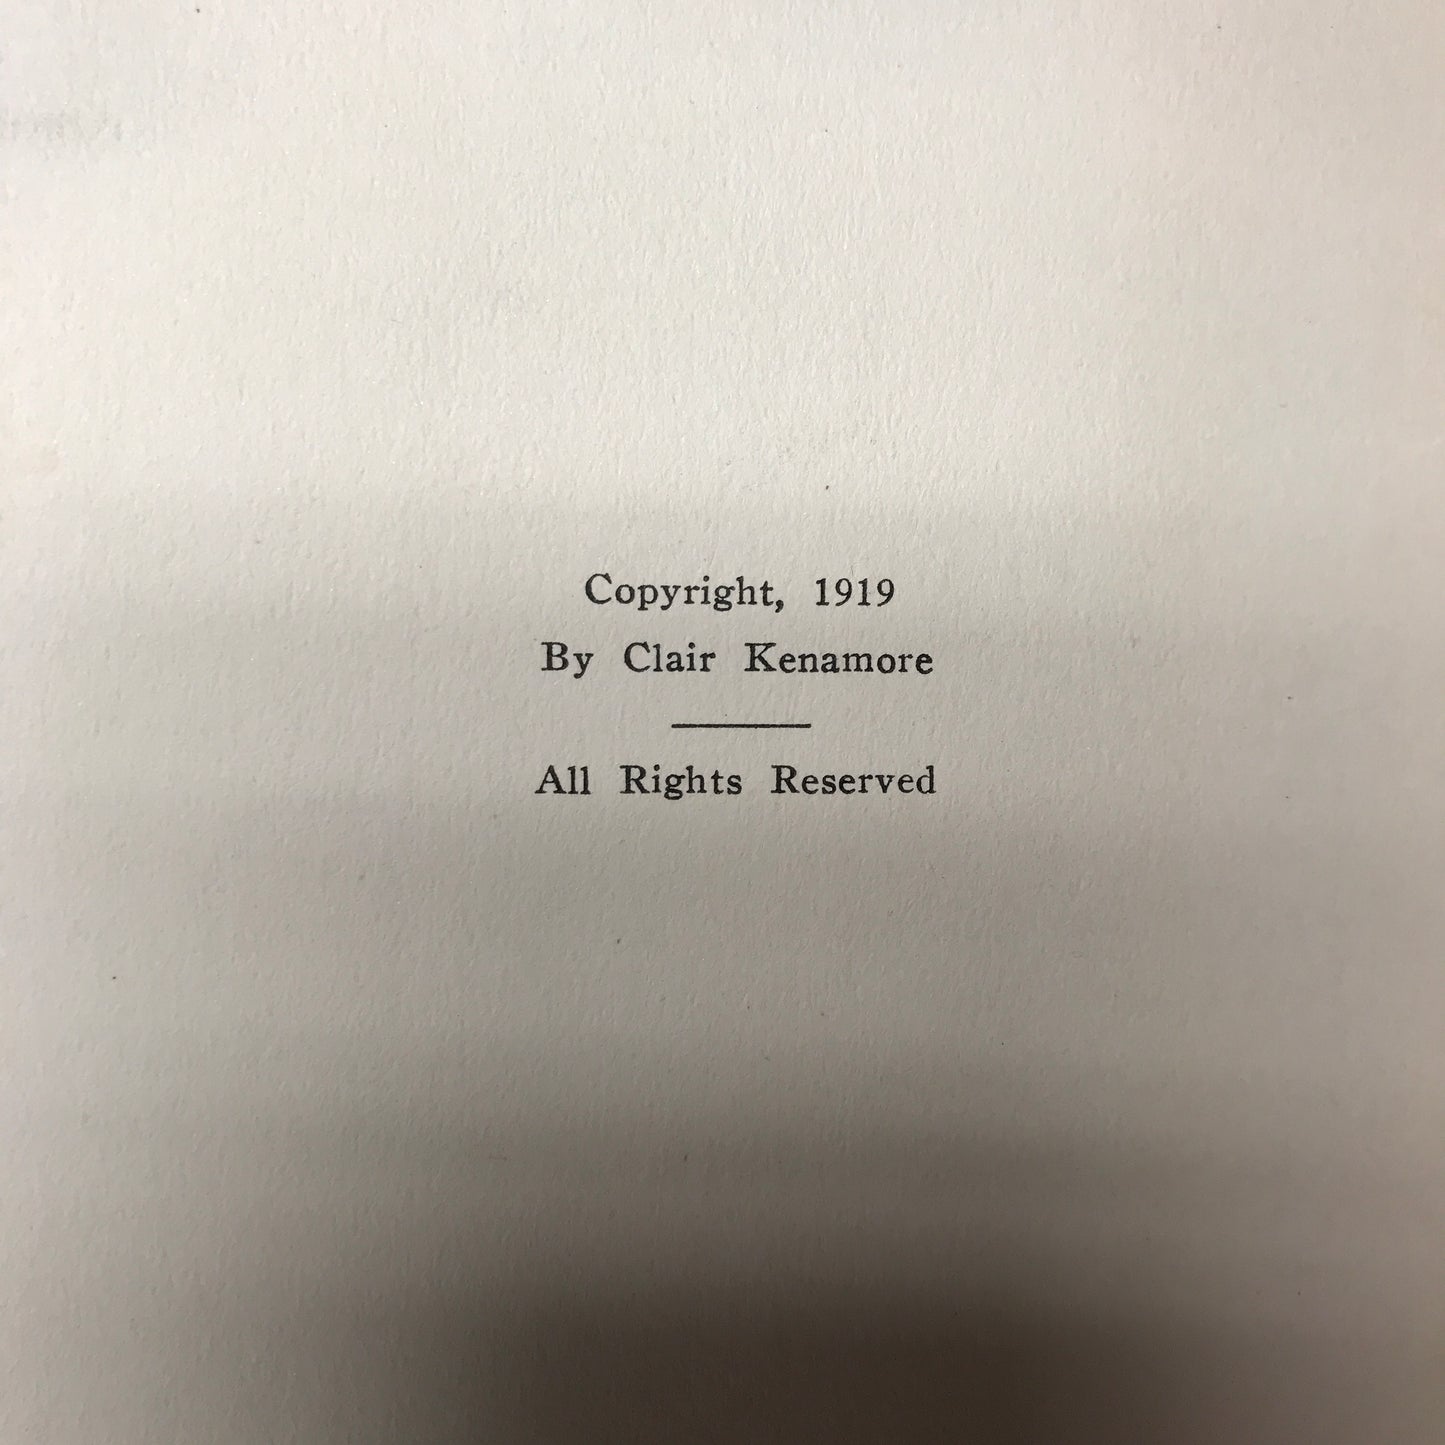 Copyright, 1919
By Clair Kenamore
All Rights Reserved